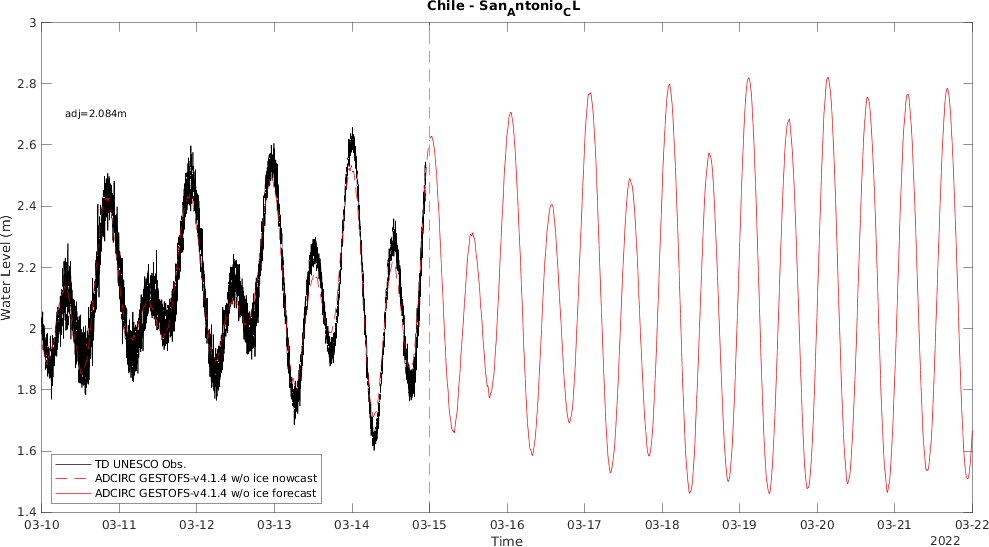 Chile - SanAntonioCL
3
2.8
adj=2.084m
2.6
2.4
2.2
2
1.8
1.6
1.4
Water Level (m)
TD UNESCO Obs.
ADCIRC GESTOFS-v4.1.4 w/o ice nowcast
ADCIRC GESTOFS-v4.1.4 w/o ice forecast
03-10 03-11 03-12 03-13 03-14 03-15 03-16 03-17 03-18 03-19 03-20 03-21 03-22
Time
2022